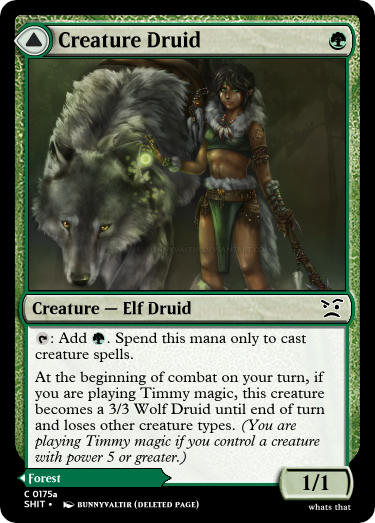 Creature Druid
Creature — Elf Druid
: Add . Spend this mana only to cast
creature spells.
At the beginning of combat on your turn, if
you are playing Timmy magic, this creature
becomes a 3/3 Wolf Druid until end of turn
and loses other creature types. (You are
playing Timmy magic if you control a creature
with power 5 or greater.)
Forest
1/1
C 0175a
SHIT • BUNNYVALTIR (DELETED PAGE)
whats that